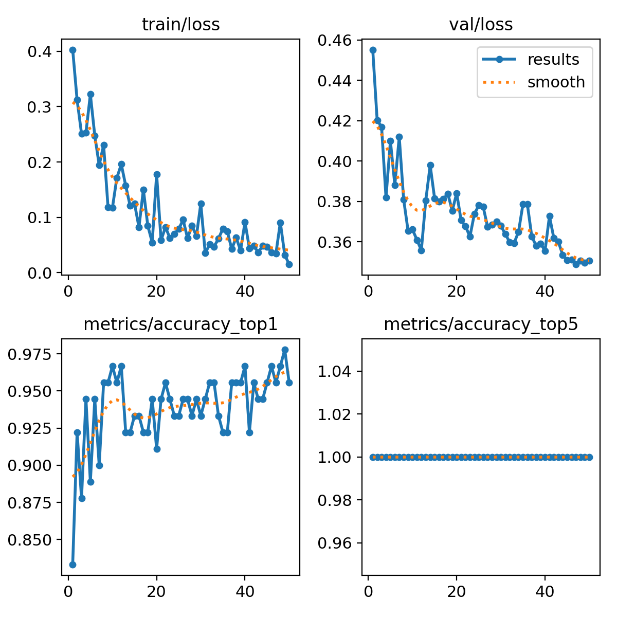 train/loss
0.4
0.3
0.2
0.1
0.0
0 20 40
val/loss
results
smooth
0.46
0.44
0.42
0.40
0.38
0.36
0 20 40
metrics/accuracy_top1
0.975
0.950
0.925
0.900
0.875
0.850
0 20 40
metrics/accuracy_top5
1.04
1.02
1.00
0.98
0.96
0 20 40